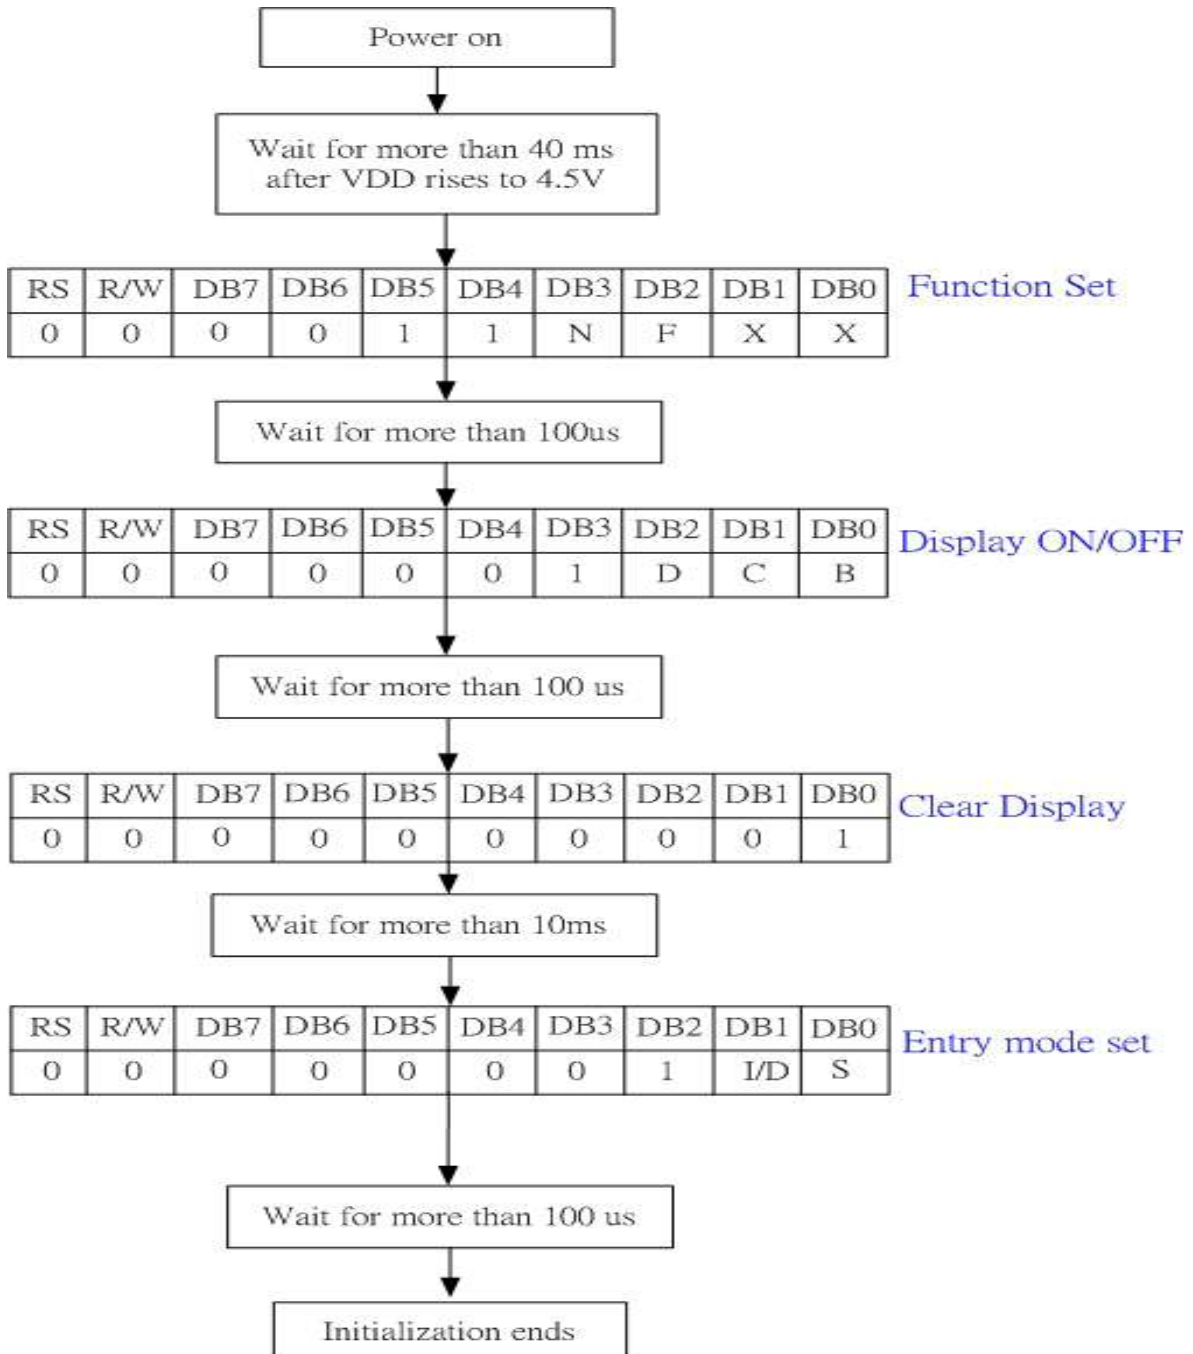 Power on
Wait for more than 40 ms
after VDD rises to 4.5V
RS R/W DB7 DB6 DB5 DB4 DB3 DB2 DB1 DB0 Function Set
0 0 0 0 1 1 N F X X
Wait for more than 100us
RS R/W DB7 DB6 DB5 DB4 DB3 DB2 DB1 DB0 Display ON/OFF
0 0 0 0 0 0 1 D C B
Wait for more than 100 us
RS R/W DB7 DB6 DB5 DB4 DB3 DB2 DB1 DB0 Clear Display
0 0 0 0 0 0 0 0 0 1
Wait for more than 10ms
RS R/W DB7 DB6 DB5 DB4 DB3 DB2 DB1 DB0 Entry mode set
0 0 0 0 0 0 0 1 I/D S
Wait for more than 100 us
Initialization ends